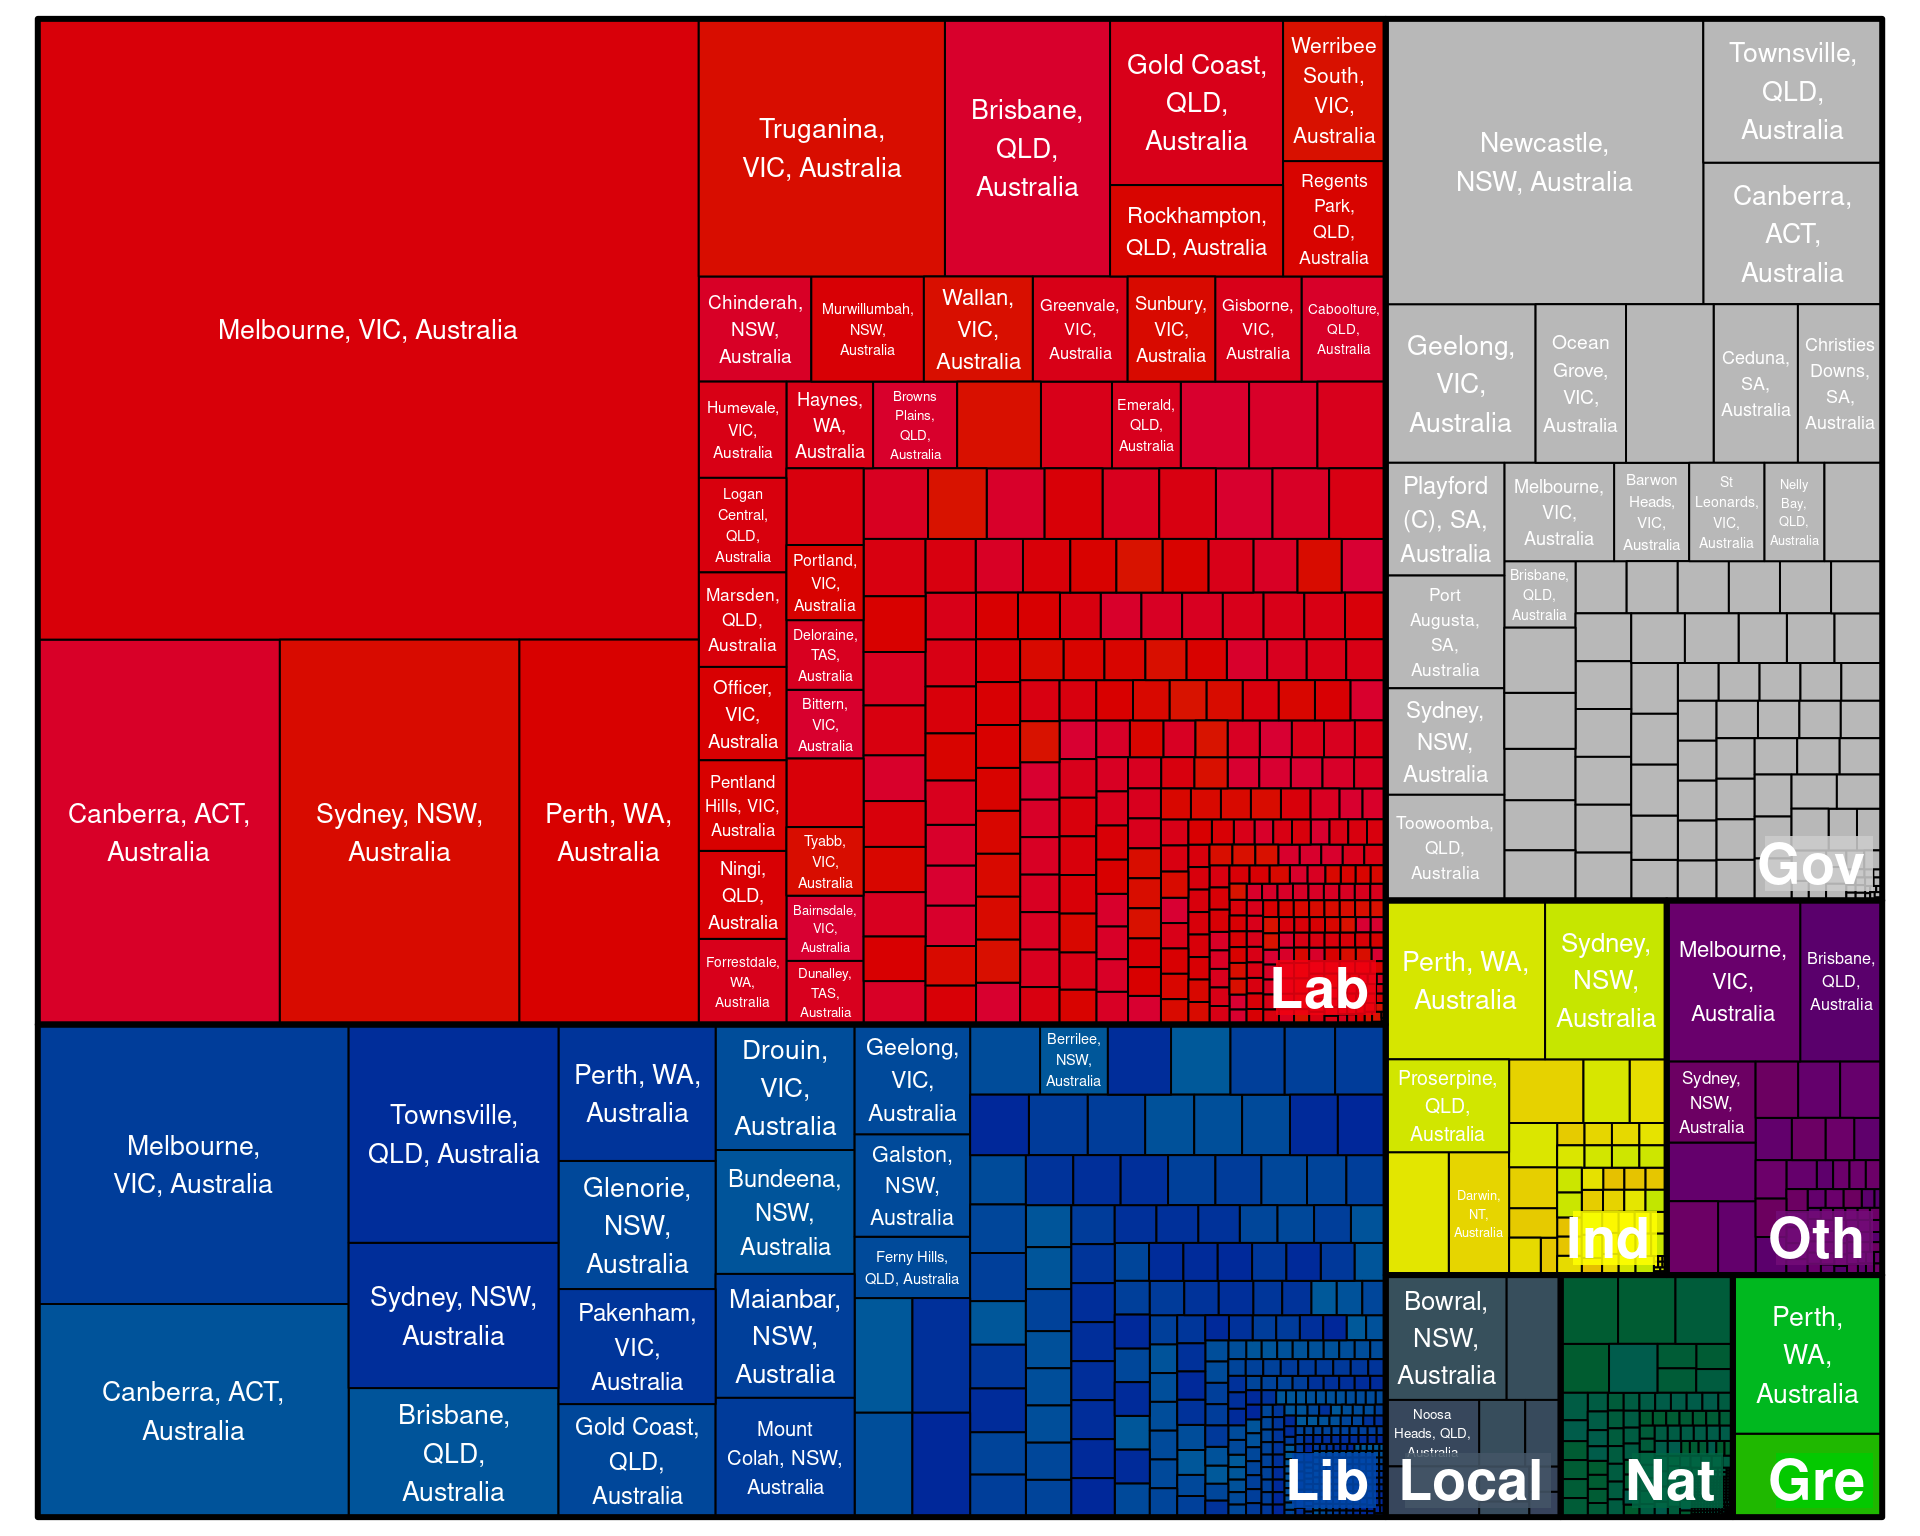 Melbourne, VIC, Australia
Canberra, ACT,
Australia
Sydney, NSW,
Australia
Perth, WA,
Australia
Truganina,
VIC, Australia
Brisbane,
QLD,
Australia
Gold Coast,
QLD,
Australia
Rockhampton,
QLD, Australia
Werribee
South,
VIC,
Australia
Regents
Park,
QLD,
Australia
Chinderah,
NSW,
Australia
Murwillumbah,
NSW,
Australia
Wallan,
VIC,
Australia
Greenvale,
VIC,
Australia
Sunbury,
VIC,
Australia
Gisborne,
VIC,
Australia
Caboolture,
QLD,
Australia
Humevale,
VIC,
Australia
Logan
Central,
QLD,
Australia
Marsden,
QLD,
Australia
Officer,
VIC,
Australia
Pentland
Hills, VIC,
Australia
Ningi,
QLD,
Australia
Forrestdale,
WA,
Australia
Haynes,
WA,
Australia
Browns
Plains,
QLD,
Australia
Emerald,
QLD,
Australia
Portland,
VIC,
Australia
Deloraine,
TAS,
Australia
Bittern,
VIC,
Australia
Tyabb,
VIC,
Australia
Bairnsdale,
VIC,
Australia
Dunalley,
TAS,
Australia
Lab
Newcastle,
NSW, Australia
Townsville,
QLD,
Australia
Canberra,
ACT,
Australia
Geelong,
VIC,
Australia
Ocean
Grove,
VIC,
Australia
Ceduna,
SA,
Australia
Christies
Downs,
SA,
Australia
Playford
(C), SA,
Australia
Port
Augusta,
SA,
Australia
Sydney,
NSW,
Australia
Toowoomba,
QLD,
Australia
Melbourne,
VIC,
Australia
Barwon
Heads,
VIC,
Australia
St
Leonards,
VIC,
Australia
Nelly
Bay,
QLD,
Australia
Brisbane,
QLD,
Australia
Gov
Melbourne,
VIC, Australia
Canberra, ACT,
Australia
Townsville,
QLD, Australia
Sydney, NSW,
Australia
Brisbane,
QLD,
Australia
Perth, WA,
Australia
Glenorie,
NSW,
Australia
Pakenham,
VIC,
Australia
Gold Coast,
QLD,
Australia
Drouin,
VIC,
Australia
Bundeena,
NSW,
Australia
Maianbar,
NSW,
Australia
Mount
Colah, NSW,
Australia
Geelong,
VIC,
Australia
Galston,
NSW,
Australia
Ferny Hills,
QLD, Australia
Berrilee,
NSW,
Australia
Lib
Perth, WA,
Australia
Sydney,
NSW,
Australia
Proserpine,
QLD,
Australia
Darwin,
NT,
Australia
Ind
Melbourne,
VIC,
Australia
Brisbane,
QLD,
Australia
Sydney,
NSW,
Australia
Oth
Bowral,
NSW,
Australia
Noosa
Heads, QLD,
Australia
Local
Nat
Perth,
WA,
Australia
Gre